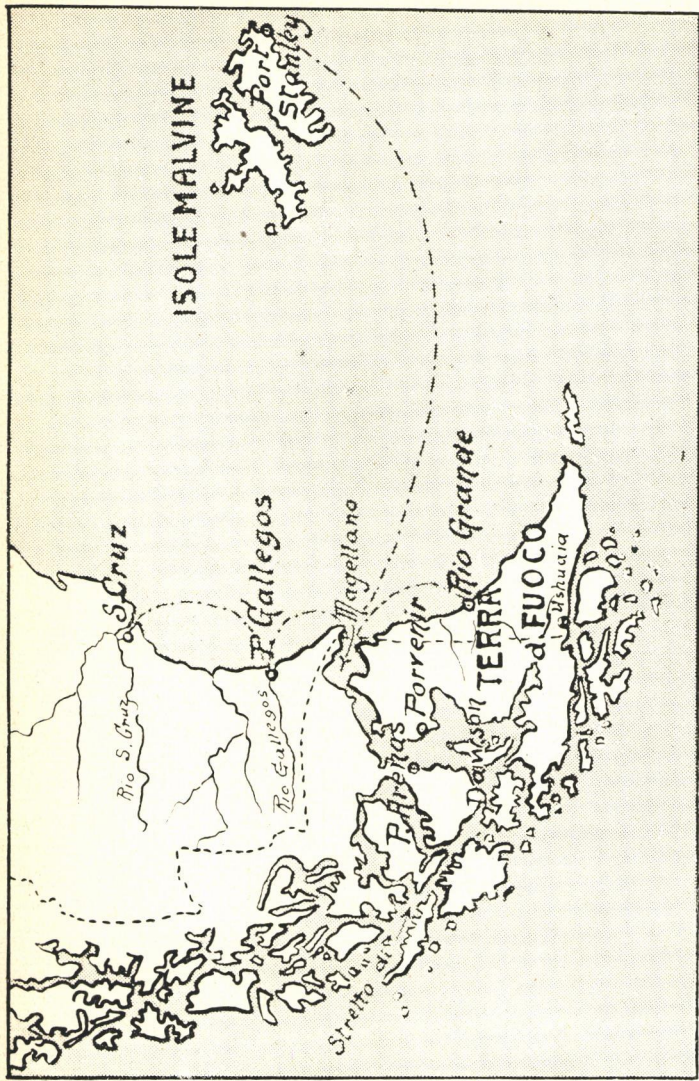 ISOLE MALVINE
Port
Stanley
S. Cruz
Rio S. Cruz
P. Gallegos
Rio Gallegos
Magellano
Rio Grande
Porvenir
P. Arenas
Dawson
TERRA
d. FUOCO
Ushuaia
Stretto di